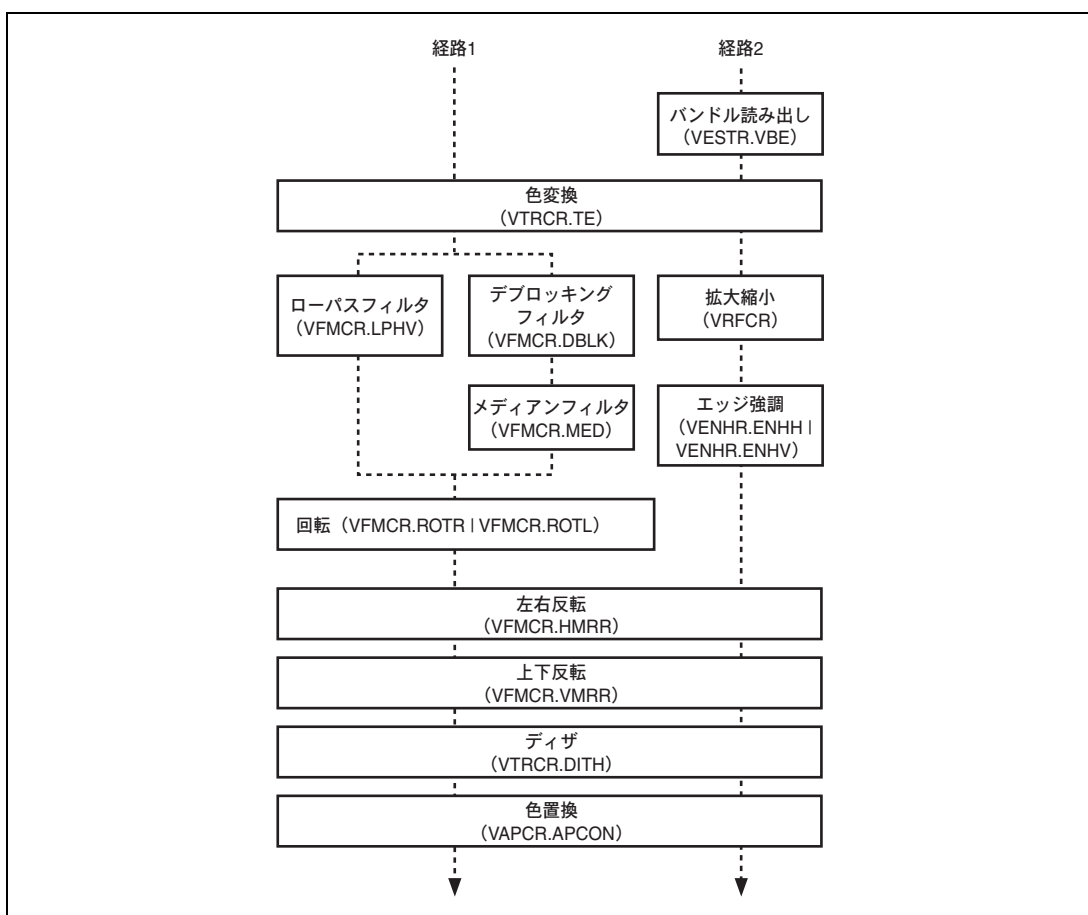 経路1
経路2
バンドル読み出し
（VESTR.VBE）
色変換
（VTRCR.TE）
ローパスフィルタ
（VFMCR.LPHV）
デブロッキング
フィルタ
（VFMCR.DBLK）
拡大縮小
（VRFCR）
メディアンフィルタ
（VFMCR.MED）
エッジ強調
（VENHR.ENHH |
VENHR.ENHV）
回転（VFMCR.ROTR | VFMCR.ROTL）
左右反転
（VFMCR.HMRR）
上下反転
（VFMCR.VMRR）
ディザ
（VTRCR.DITH）
色置換
（VAPCR.APCON）